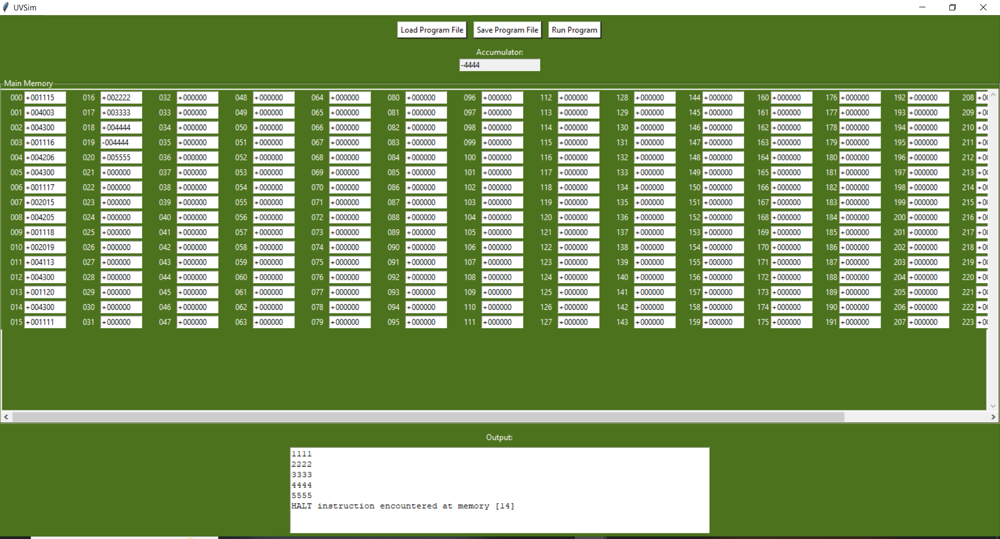 UVSim
Load Program File Save Program File Run Program
Accumulator:
-4444
Main Memory
000 +001115 016 +002222 032 +000000 048 +000000 064 +000000 080 +000000 096 +000000 112 +000000 128 +000000 144 +000000 160 +000000 176 +000000 192 +000000 208 +00
001 +004003 017 +003333 033 +000000 049 +000000 065 +000000 081 +000000 097 +000000 113 +000000 129 +000000 145 +000000 161 +000000 177 +000000 193 +000000 209 +00
002 +004300 018 +004444 034 +000000 050 +000000 066 +000000 082 +000000 098 +000000 114 +000000 130 +000000 146 +000000 162 +000000 178 +000000 194 +000000 210 +00
003 +001116 019 -004444 035 +000000 051 +000000 067 +000000 083 +000000 099 +000000 115 +000000 131 +000000 147 +000000 163 +000000 179 +000000 195 +000000 211 +00
004 +004206 020 +005555 036 +000000 052 +000000 068 +000000 084 +000000 100 +000000 116 +000000 132 +000000 148 +000000 164 +000000 180 +000000 196 +000000 212 +00
005 +004300 021 +000000 037 +000000 053 +000000 069 +000000 085 +000000 101 +000000 117 +000000 133 +000000 149 +000000 165 +000000 181 +000000 197 +000000 213 +00
006 +001117 022 +000000 038 +000000 054 +000000 070 +000000 086 +000000 102 +000000 118 +000000 134 +000000 150 +000000 166 +000000 182 +000000 198 +000000 214 +00
007 +002015 023 +000000 039 +000000 055 +000000 071 +000000 087 +000000 103 +000000 119 +000000 135 +000000 151 +000000 167 +000000 183 +000000 199 +000000 215 +00
008 +004205 024 +000000 040 +000000 056 +000000 072 +000000 088 +000000 104 +000000 120 +000000 136 +000000 152 +000000 168 +000000 184 +000000 200 +000000 216 +00
009 +001118 025 +000000 041 +000000 057 +000000 073 +000000 089 +000000 105 +000000 121 +000000 137 +000000 153 +000000 169 +000000 185 +000000 201 +000000 217 +00
010 +002019 026 +000000 042 +000000 058 +000000 074 +000000 090 +000000 106 +000000 122 +000000 138 +000000 154 +000000 170 +000000 186 +000000 202 +000000 218 +00
011 +004113 027 +000000 043 +000000 059 +000000 075 +000000 091 +000000 107 +000000 123 +000000 139 +000000 155 +000000 171 +000000 187 +000000 203 +000000 219 +00
012 +004300 028 +000000 044 +000000 060 +000000 076 +000000 092 +000000 108 +000000 124 +000000 140 +000000 156 +000000 172 +000000 188 +000000 204 +000000 220 +00
013 +001120 029 +000000 045 +000000 061 +000000 077 +000000 093 +000000 109 +000000 125 +000000 141 +000000 157 +000000 173 +000000 189 +000000 205 +000000 221 +00
014 +004300 030 +000000 046 +000000 062 +000000 078 +000000 094 +000000 110 +000000 126 +000000 142 +000000 158 +000000 174 +000000 190 +000000 206 +000000 222 +00
015 +001111 031 +000000 047 +000000 063 +000000 079 +000000 095 +000000 111 +000000 127 +000000 143 +000000 159 +000000 175 +000000 191 +000000 207 +000000 223 +00
Output:
1111
2222
3333
4444
5555
HALT instruction encountered at memory [14]